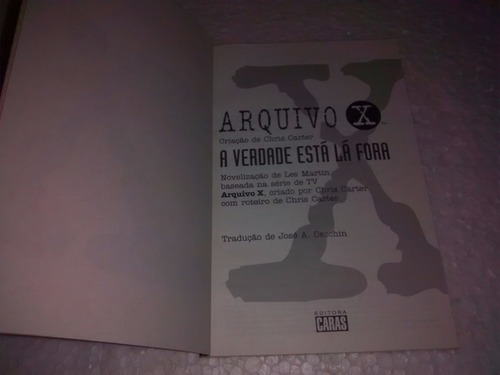 ARQUIVO X
Criação de Chris Carter
A VERDADE ESTÁ LÁ FORA
Novelização de Les Martin,
baseada na série de TV
Arquivo X, criado por Chris Carter
com roteiro de Chris Carter
Tradução de José A.
EDITORA
CARAS